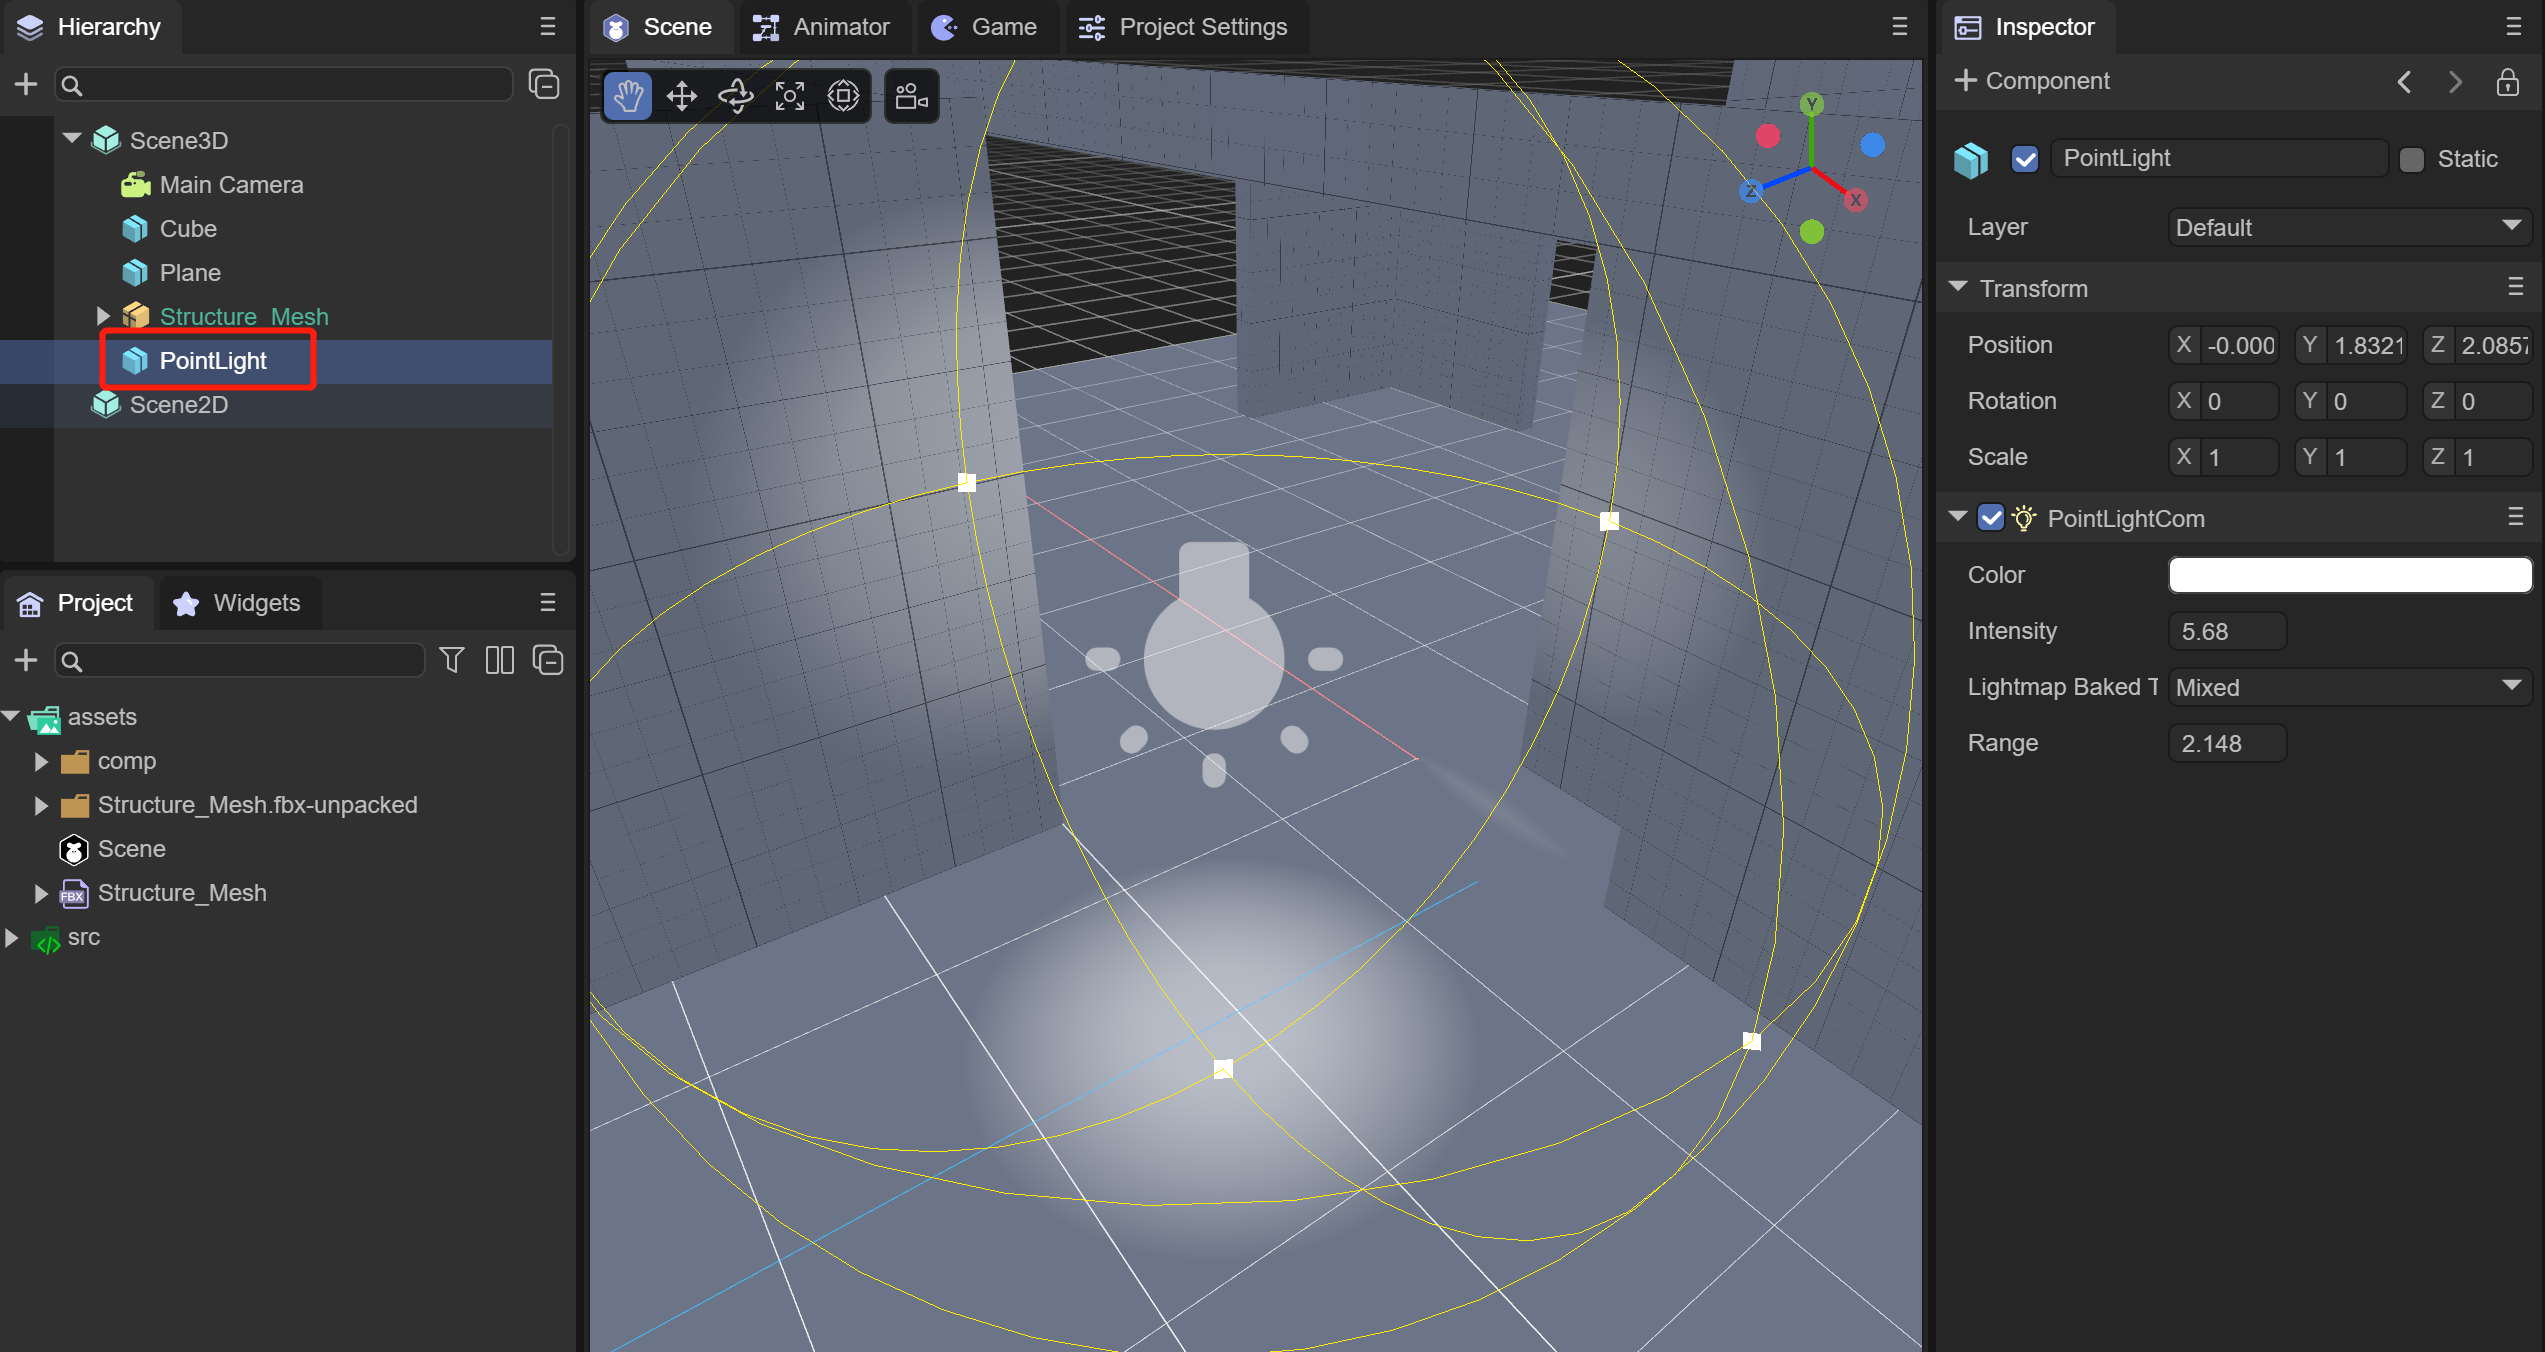 Hierarchy
Scene3D
Main Camera
Cube
Plane
Structure_Mesh
PointLight
Scene2D
Project
Widgets
assets
comp
Structure_Mesh.fbx-unpacked
Scene
FBX
Structure_Mesh
src
Scene
Animator
Game
Project Settings
Y
Z
X
Inspector
Component
PointLight
Static
Layer
Default
Transform
Position X -0.000 Y 1.8321 Z 2.0857
Rotation X 0 Y 0 Z 0
Scale X 1 Y 1 Z 1
PointLightCom
Color
Intensity 5.68
Lightmap Baked T Mixed
Range 2.148